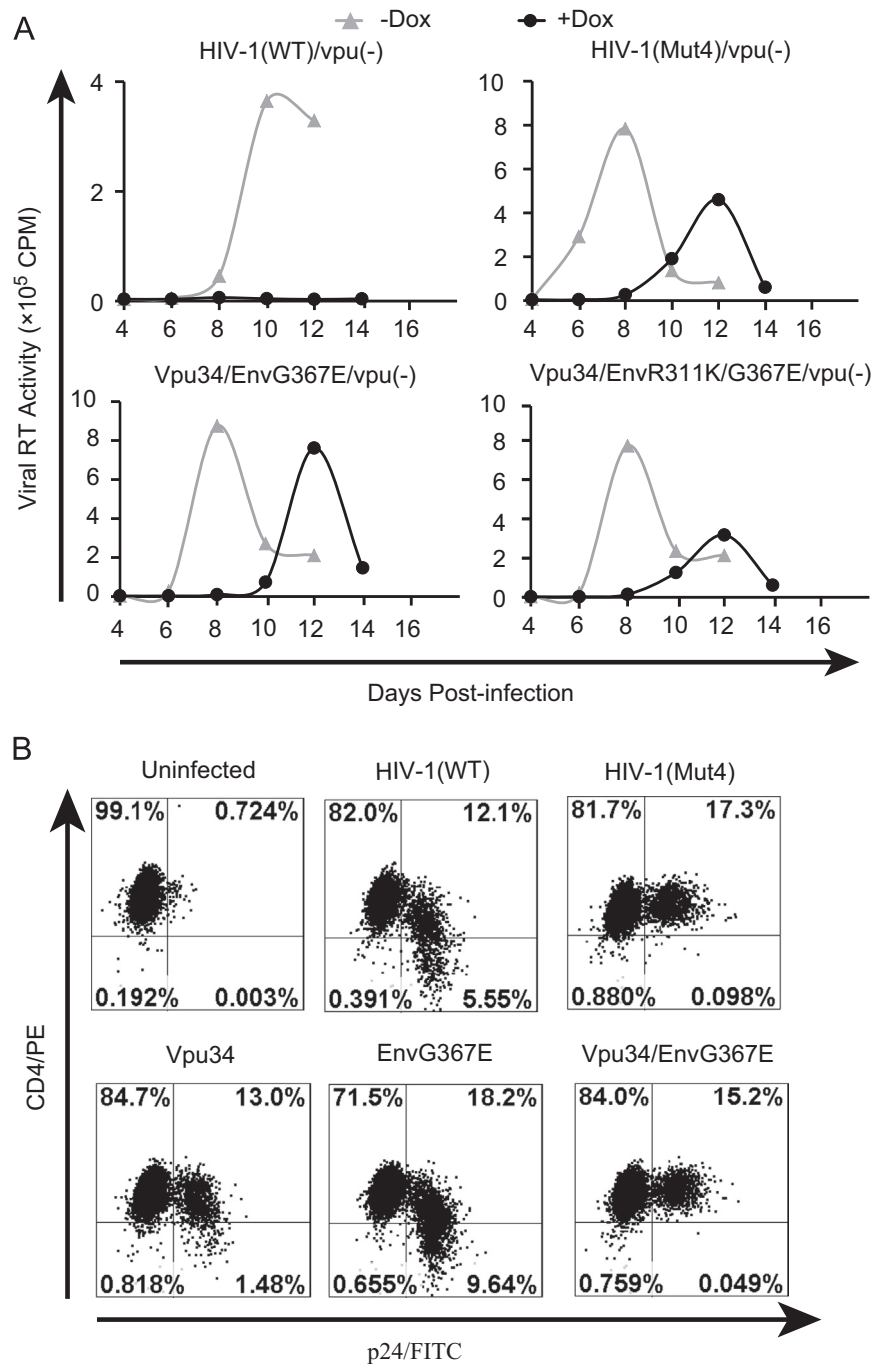 A
-Dox +Dox
HIV-1(WT)/vpu(-) HIV-1(Mut4)/vpu(-)
4
2
0
4 6 8 10 12 14 16
10
8
6
4
2
0
4 6 8 10 12 14 16
Vpu34/EnvG367E/vpu(-) Vpu34/EnvR311K/G367E/vpu(-)
10
8
6
4
2
0
4 6 8 10 12 14 16
10
8
6
4
2
0
4 6 8 10 12 14 16
Viral RT Activity (×10⁵ CPM)
Days Post-infection
B
Uninfected HIV-1(WT) HIV-1(Mut4)
99.1% 0.724% 82.0% 12.1% 81.7% 17.3%
0.192% 0.003% 0.391% 5.55% 0.880% 0.098%
Vpu34 EnvG367E Vpu34/EnvG367E
84.7% 13.0% 71.5% 18.2% 84.0% 15.2%
0.818% 1.48% 0.655% 9.64% 0.759% 0.049%
CD4/PE
p24/FITC